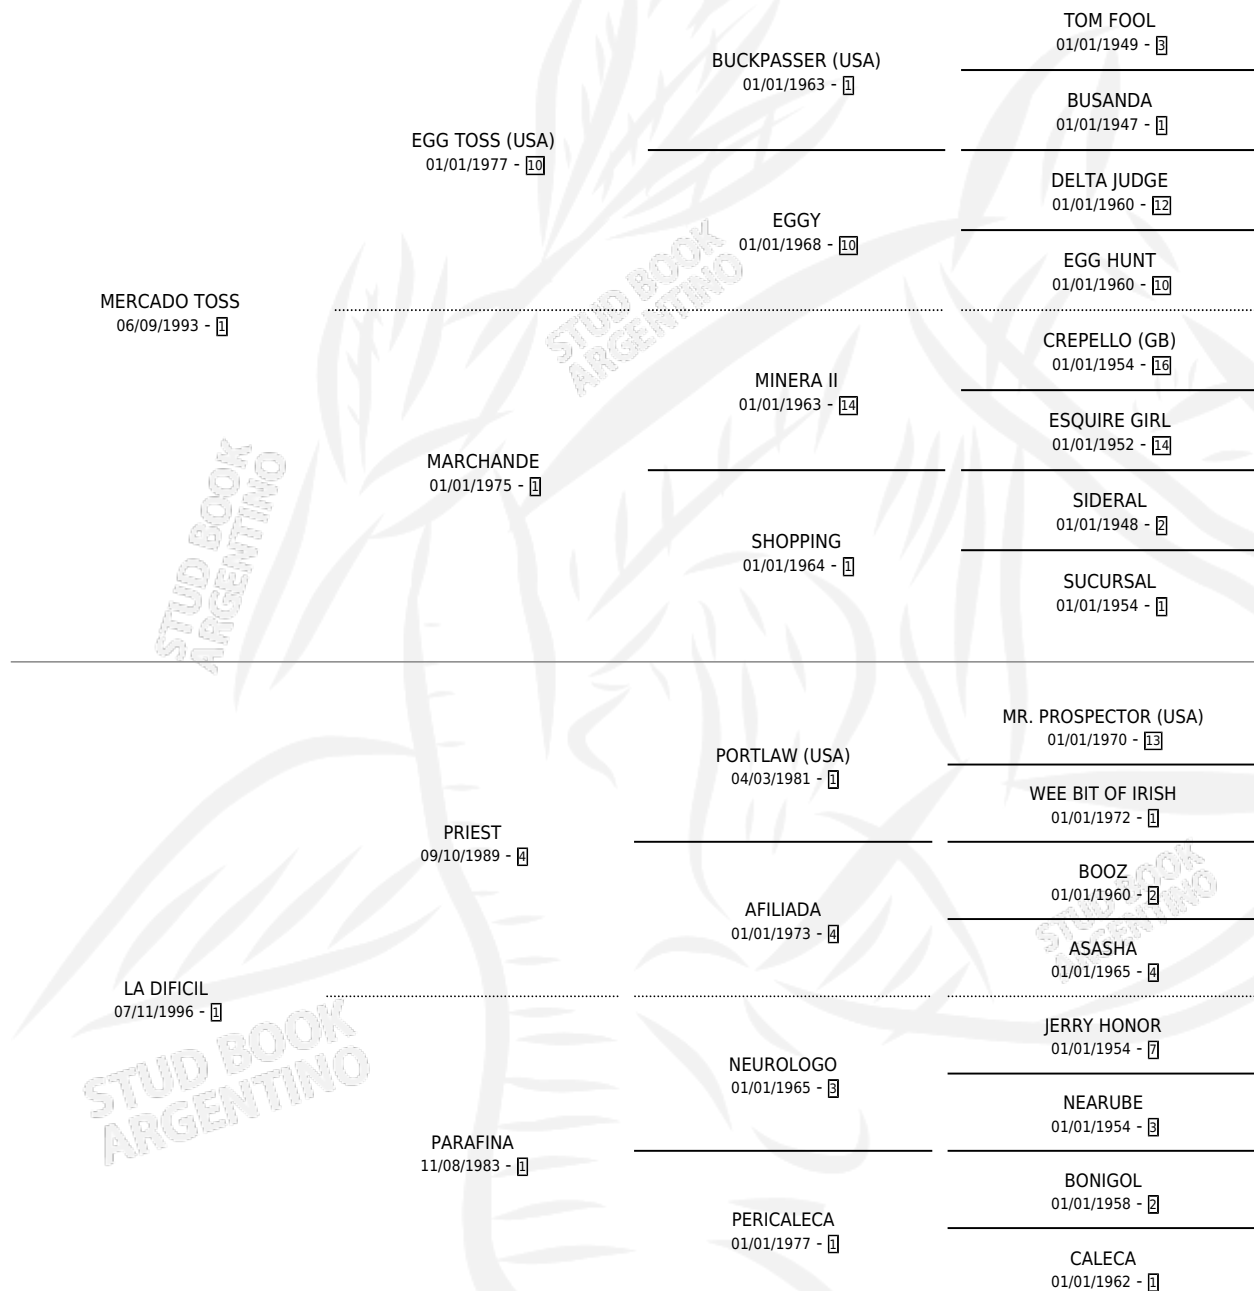 TOM FOOL
01/01/1949 - 3
BUCKPASSER (USA)
01/01/1963 - 1
BUSANDA
01/01/1947 - 1
EGG TOSS (USA)
01/01/1977 - 10
DELTA JUDGE
01/01/1960 - 12
EGGY
01/01/1968 - 10
EGG HUNT
01/01/1960 - 10
MERCADO TOSS
06/09/1993 - 1
CREPELLO (GB)
01/01/1954 - 16
MINERA II
01/01/1963 - 14
ESQUIRE GIRL
01/01/1952 - 14
MARCHANDE
01/01/1975 - 1
SIDERAL
01/01/1948 - 2
SHOPPING
01/01/1964 - 1
SUCURSAL
01/01/1954 - 1
STUD BOOK
ARGENTINO
STUD BOOK
ARGENTINO
MR. PROSPECTOR (USA)
01/01/1970 - 13
PORTLAW (USA)
04/03/1981 - 1
WEE BIT OF IRISH
01/01/1972 - 1
PRIEST
09/10/1989 - 4
BOOZ
01/01/1960 - 2
AFILIADA
01/01/1973 - 4
ASASHA
01/01/1965 - 4
LA DIFICIL
07/11/1996 - 1
JERRY HONOR
01/01/1954 - 7
NEUROLOGO
01/01/1965 - 3
NEARUBE
01/01/1954 - 3
PARAFINA
11/08/1983 - 1
BONIGOL
01/01/1958 - 2
PERICALECA
01/01/1977 - 1
CALECA
01/01/1962 - 1
STUD BOOK
ARGENTINO
STUD BOOK
ARGENTINO